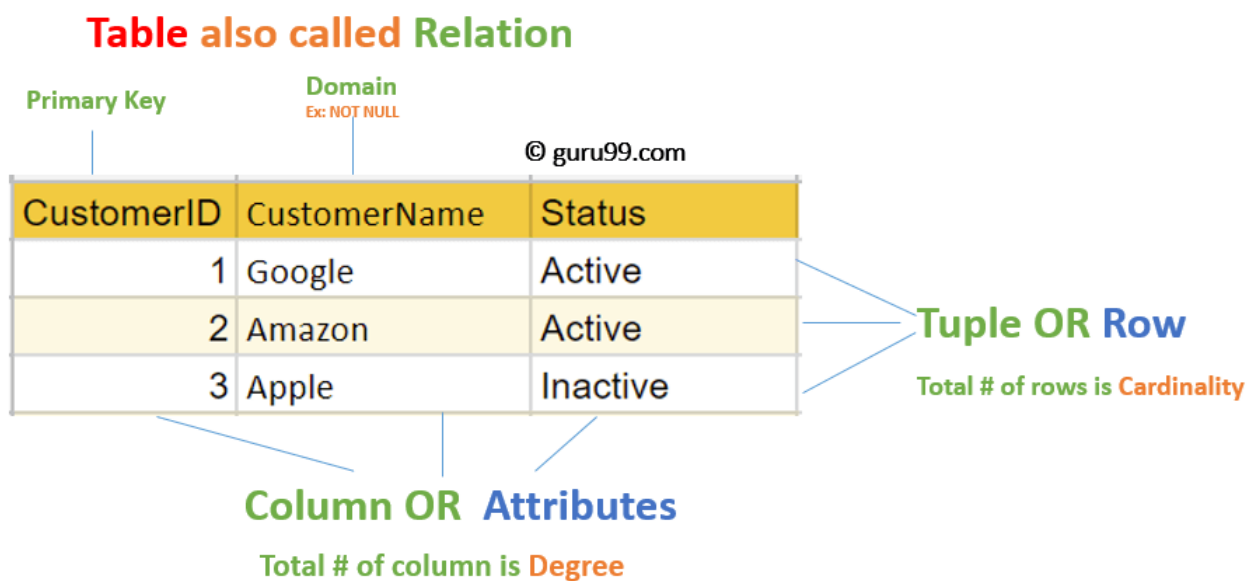 Table also called Relation
Primary Key
Domain
Ex: NOT NULL
© guru99.com
CustomerID CustomerName Status
1 Google Active
2 Amazon Active
3 Apple Inactive
Tuple OR Row
Total # of rows is Cardinality
Column OR Attributes
Total # of column is Degree